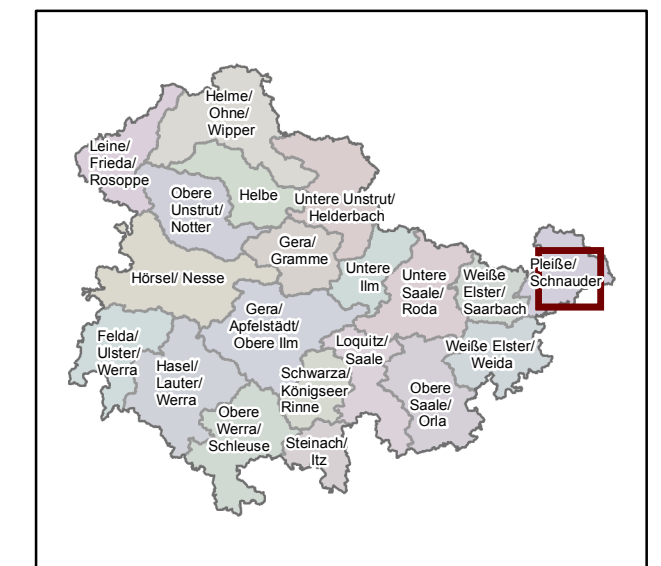 Helme/
Ohne/
Wipper
Leine/
Frieda/
Rosoppe
Obere
Unstrut/
Notter
Helbe
Untere Unstrut/
Helderbach
Gera/
Gramme
Hörsel/ Nesse
Untere
Ilm
Untere
Saale/
Roda
Weiße
Elster/
Saarbach
Pleiße/
Schnauder
Gera/
Apfelstädt/
Obere Ilm
Felda/
Ulster/
Werra
Hasel/
Lauter/
Werra
Loquitz/
Saale
Weiße Elster/
Weida
Schwarza/
Königseer
Rinne
Obere
Saale/
Orla
Obere
Werra/
Schleuse
Steinach/
Itz